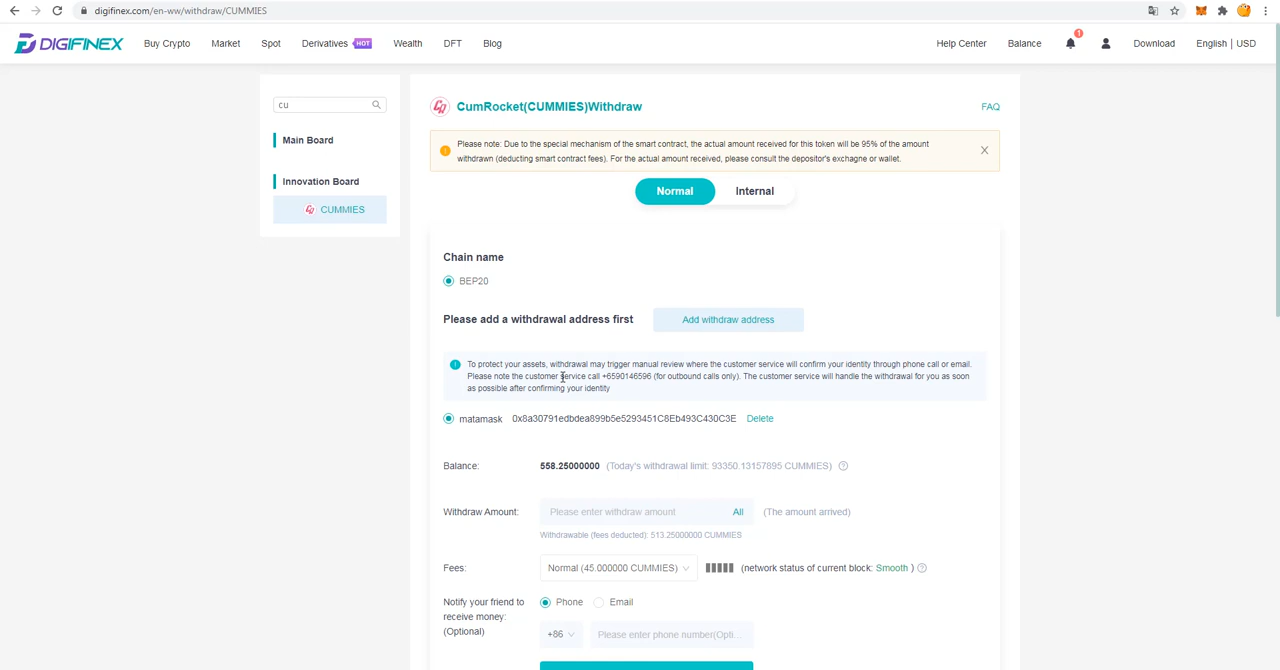 digifinex.com/en-ww/withdraw/CUMMIES
DIGIFINEX
Buy Crypto
Market
Spot
Derivatives HOT
Wealth
DFT
Blog
Help Center
Balance
1
Download
English | USD
cu
Main Board
Innovation Board
CUMMIES
CumRocket(CUMMIES)Withdraw
FAQ
Please note: Due to the special mechanism of the smart contract, the actual amount received for this token will be 95% of the amount
withdrawn (deducting smart contract fees). For the actual amount received, please consult the depositor's exchagne or wallet.
Normal
Internal
Chain name
BEP20
Please add a withdrawal address first
Add withdraw address
To protect your assets, withdrawal may trigger manual review where the customer service will confirm your identity through phone call or email.
Please note the customer service call +6590146596 (for outbound calls only). The customer service will handle the withdrawal for you as soon
as possible after confirming your identity
matamask 0x8a30791edbdea899b5e5293451C8Eb493C430C3E Delete
Balance: 558.25000000 (Today's withdrawal limit: 93350.13157895 CUMMIES)
Withdraw Amount: Please enter withdraw amount All (The amount arrived)
Withdrawable (fees deducted): 513.25000000 CUMMIES
Fees: Normal (45.000000 CUMMIES) (network status of current block: Smooth )
Notify your friend to
receive money:
(Optional)
Phone
Email
+86
Please enter phone number(Opti...